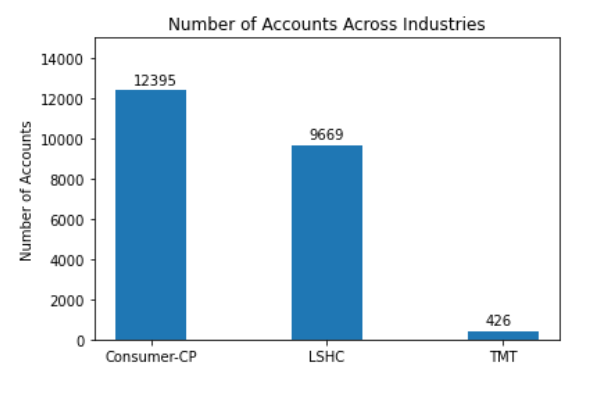 Number of Accounts Across Industries
Number of Accounts
14000
12000
10000
8000
6000
4000
2000
0
12395
9669
426
Consumer-CP
LSHC
TMT